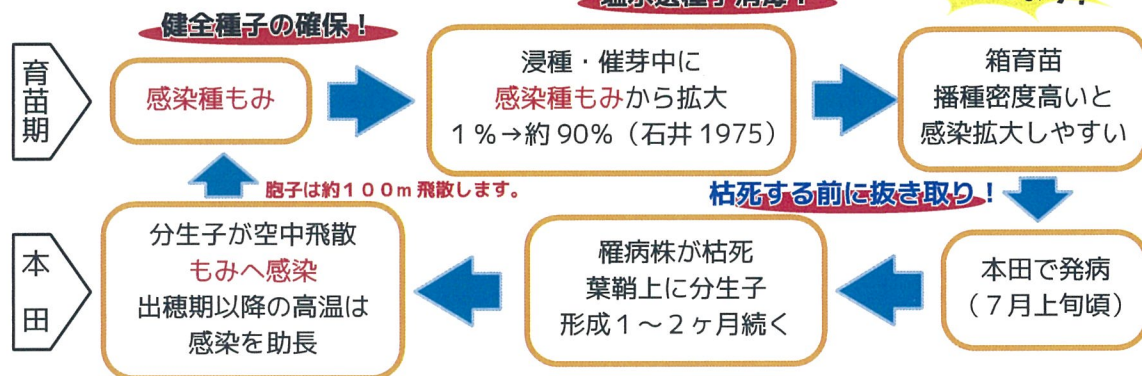 健全種子の確保!
育苗期
感染種もみ
浸種・催芽中に
感染種もみから拡大
1%→約90%(石井1975)
箱育苗
播種密度高いと
感染拡大しやすい
胞子は約100m飛散します。
枯死する前に抜き取り!
本田
分生子が空中飛散
もみへ感染
出穂期以降の高温は
感染を助長
罹病株が枯死
葉鞘上に分生子
形成1~2ヶ月続く
本田で発病
(7月上旬頃)